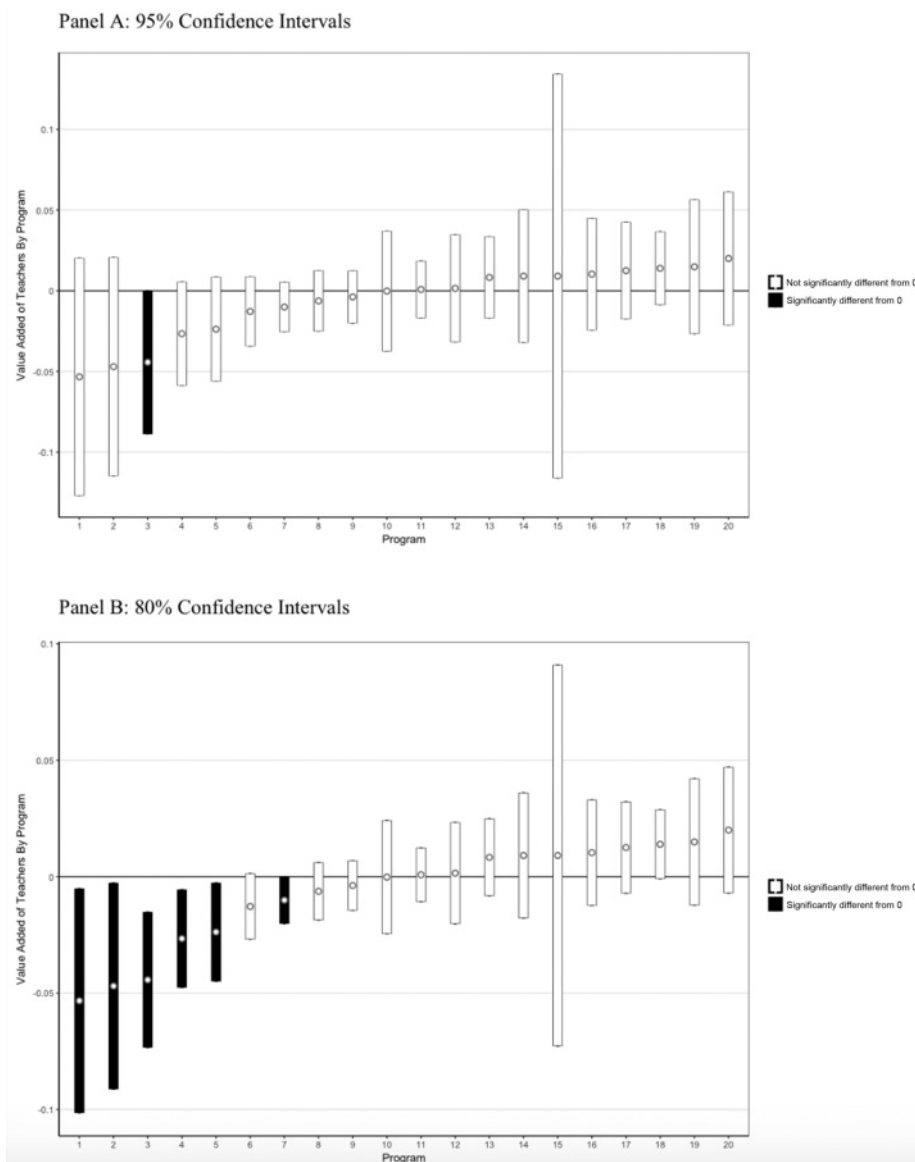 Panel A: 95% Confidence Intervals
Value Added of Teachers By Program
0.1
0.05
0
-0.05
-0.1
1 2 3 4 5 6 7 8 9 10 11 12 13 14 15 16 17 18 19 20
Program
Not significantly different from 0
Significantly different from 0
Panel B: 80% Confidence Intervals
Value Added of Teachers By Program
0.1
0.05
0
-0.05
-0.1
1 2 3 4 5 6 7 8 9 10 11 12 13 14 15 16 17 18 19 20
Program
Not significantly different from 0
Significantly different from 0